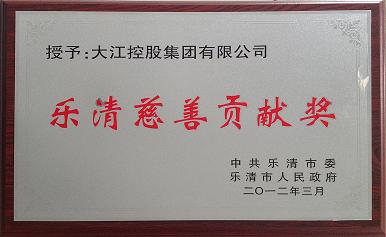 授予:大江控股集团有限公司
乐清慈善贡献奖
中共乐清市委
乐清市人民政府
二〇一二年三月